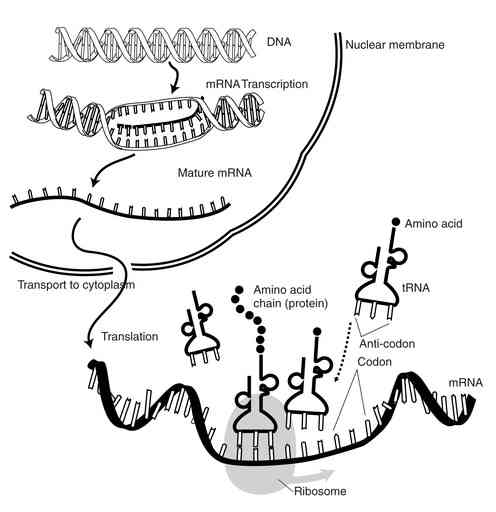 DNA
Nuclear membrane
mRNA Transcription
Mature mRNA
Amino acid
Transport to cytoplasm
tRNA
Amino acid
chain (protein)
Translation
Anti-codon
Codon
mRNA
Ribosome